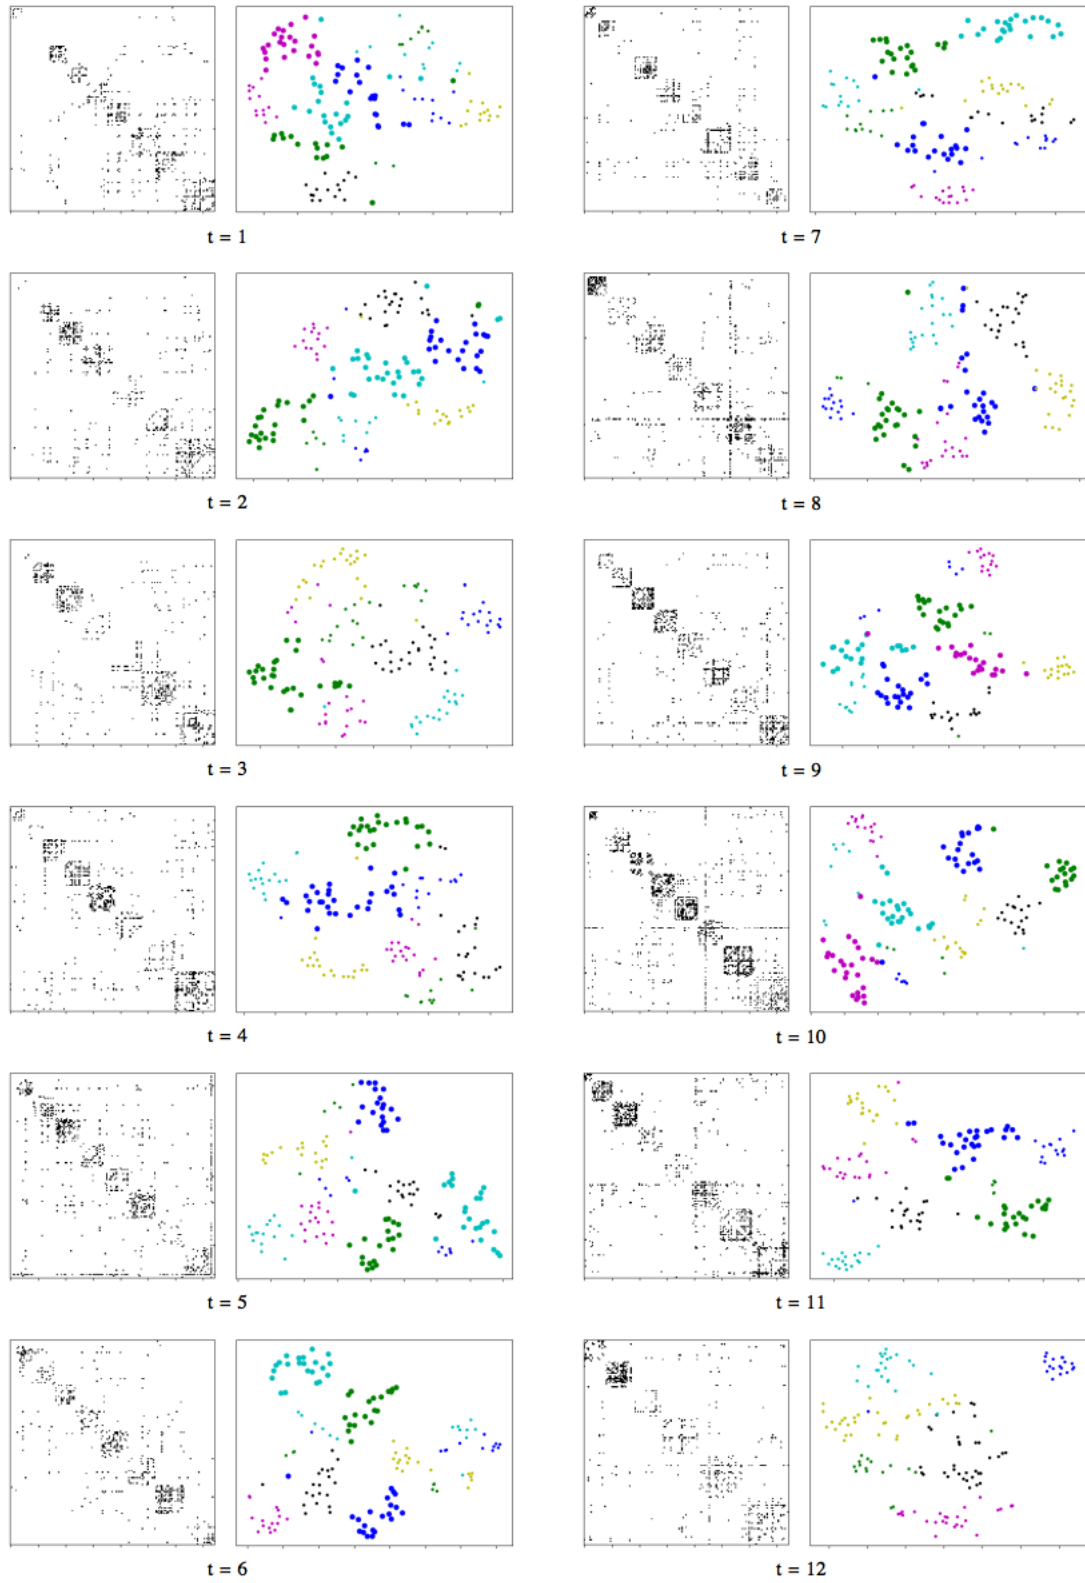 t = 1
t = 7
t = 2
t = 8
t = 3
t = 9
t = 4
t = 10
t = 5
t = 11
t = 6
t = 12